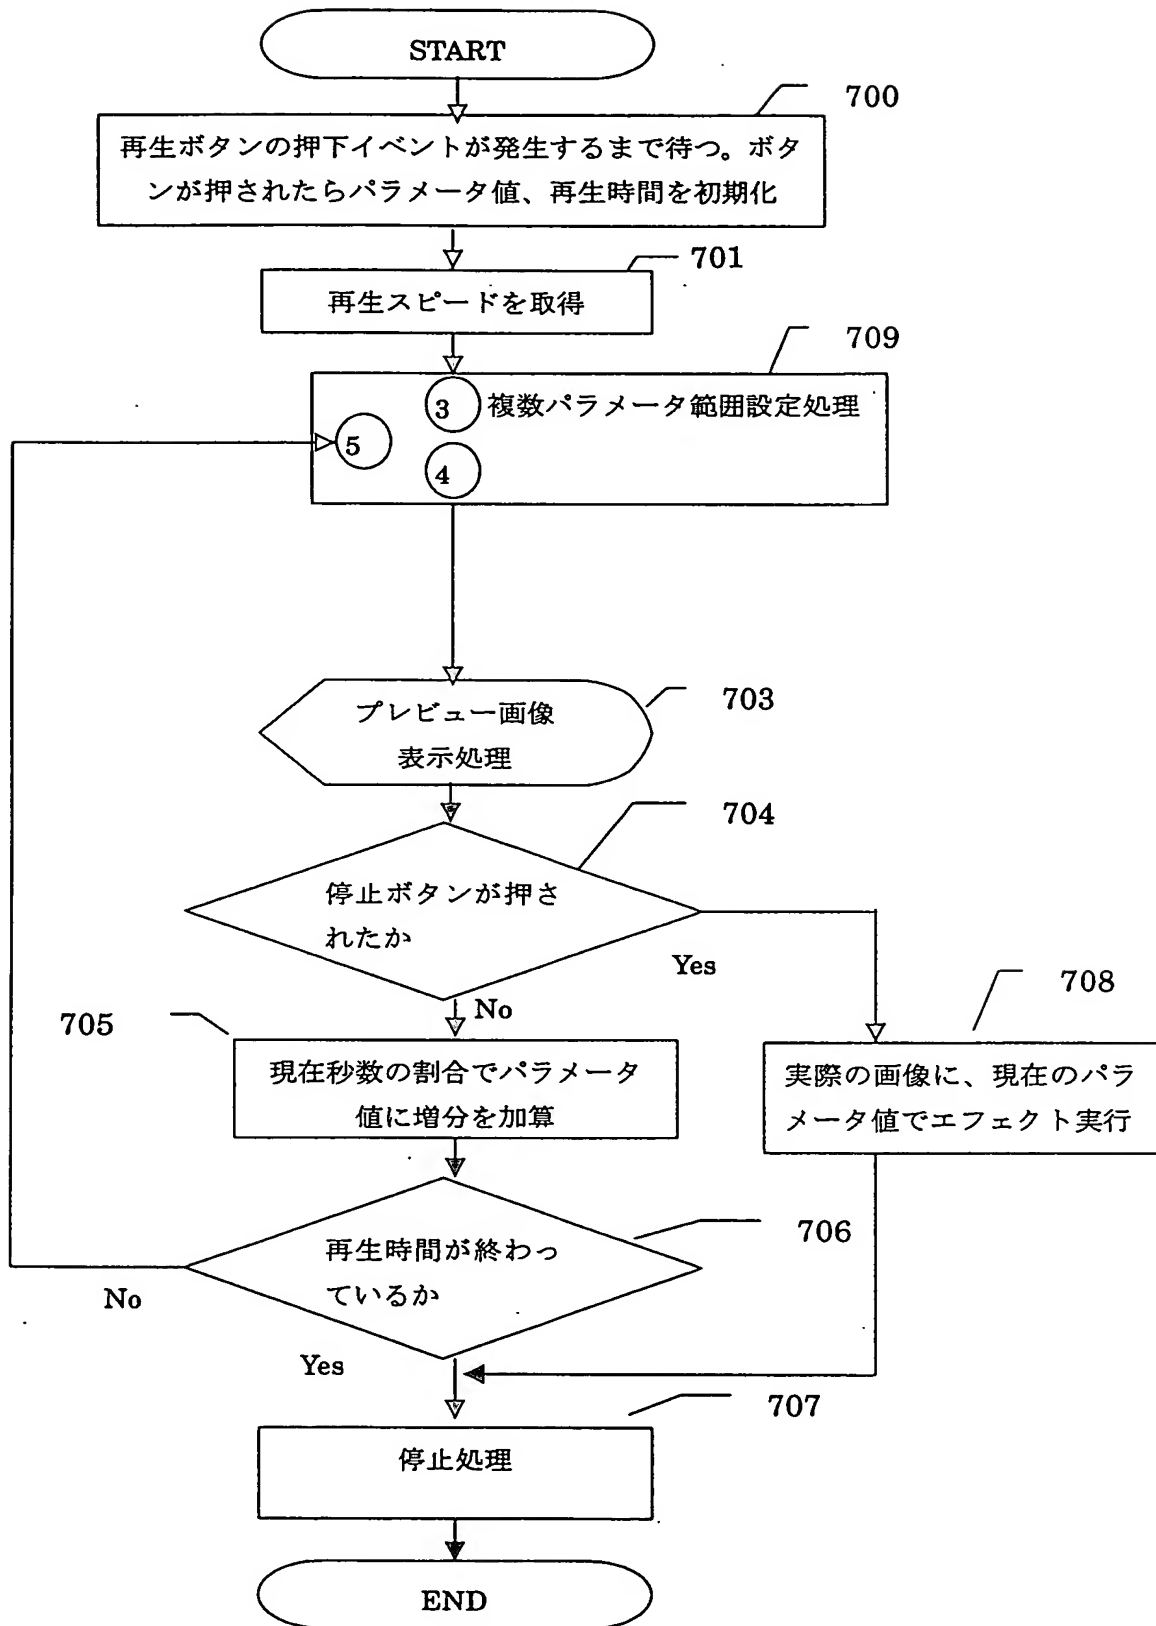 START
700
再生ボタンの押下イベントが発生するまで待つ。ボタ
ンが押されたらパラメータ値、再生時間を初期化
701
再生スピードを取得
709
3 複数パラメータ範囲設定処理
5
4
703
プレビュー画像
表示処理
704
停止ボタンが押さ
れたか
Yes
No
705
現在秒数の割合でパラメータ
値に増分を加算
708
実際の画像に、現在のパラ
メータ値でエフェクト実行
706
再生時間が終わっ
ているか
No
Yes
707
停止処理
END